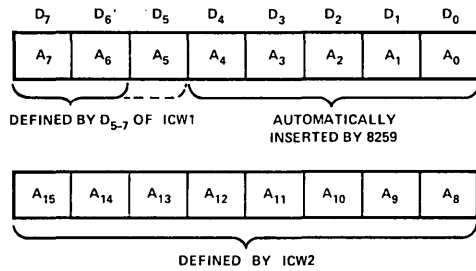 D7 D6 D5 D4 D3 D2 D1 D0
A7 A6 A5 A4 A3 A2 A1 A0
DEFINED BY D5-7 OF ICW1
AUTOMATICALLY
INSERTED BY 8259
A15 A14 A13 A12 A11 A10 A9 A8
DEFINED BY ICW2